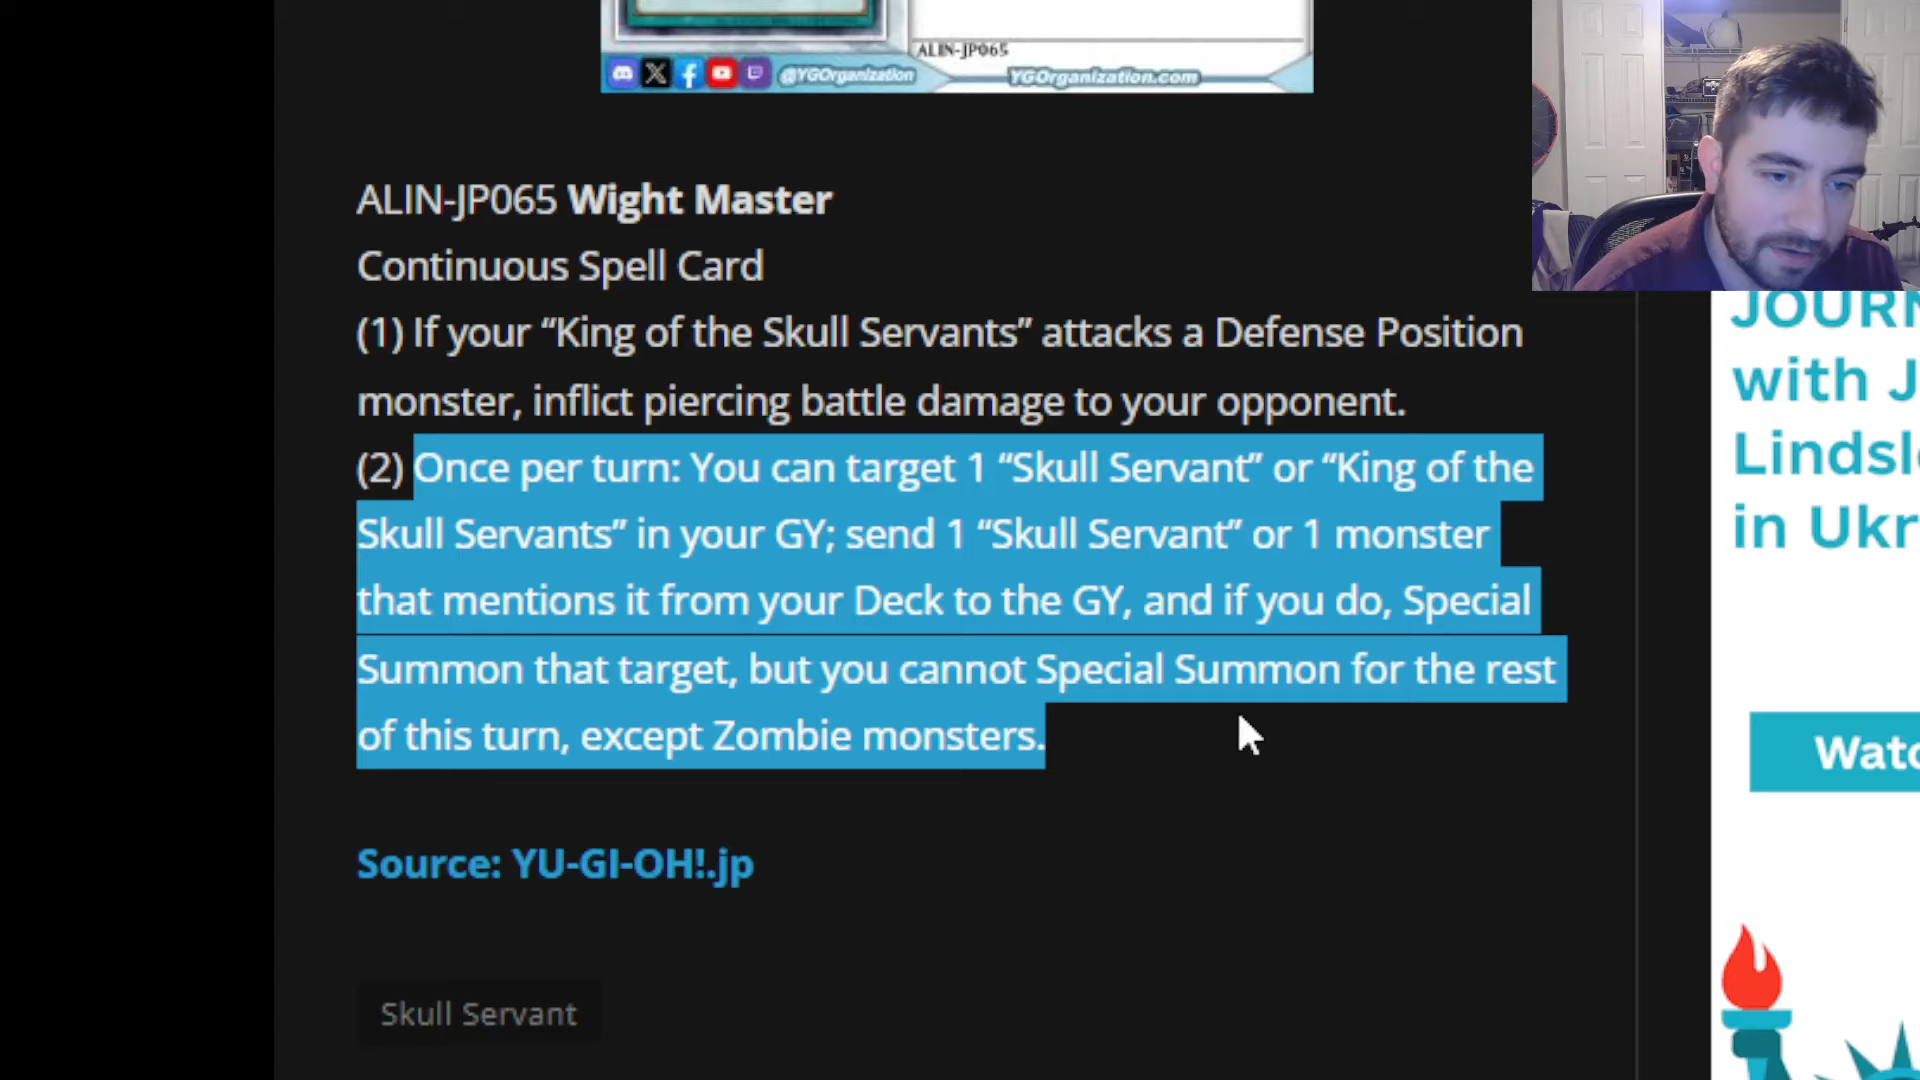 ALIN-JP065
@YGOrganization
YGOrganization.com
ALIN-JP065 Wight Master
Continuous Spell Card
(1) If your “King of the Skull Servants” attacks a Defense Position
monster, inflict piercing battle damage to your opponent.
(2) Once per turn: You can target 1 “Skull Servant” or “King of the
Skull Servants” in your GY; send 1 “Skull Servant” or 1 monster
that mentions it from your Deck to the GY, and if you do, Special
Summon that target, but you cannot Special Summon for the rest
of this turn, except Zombie monsters.
Source: YU-GI-OH!.jp
Skull Servant
JOURN
with J
Lindsl
in Ukr
Watc